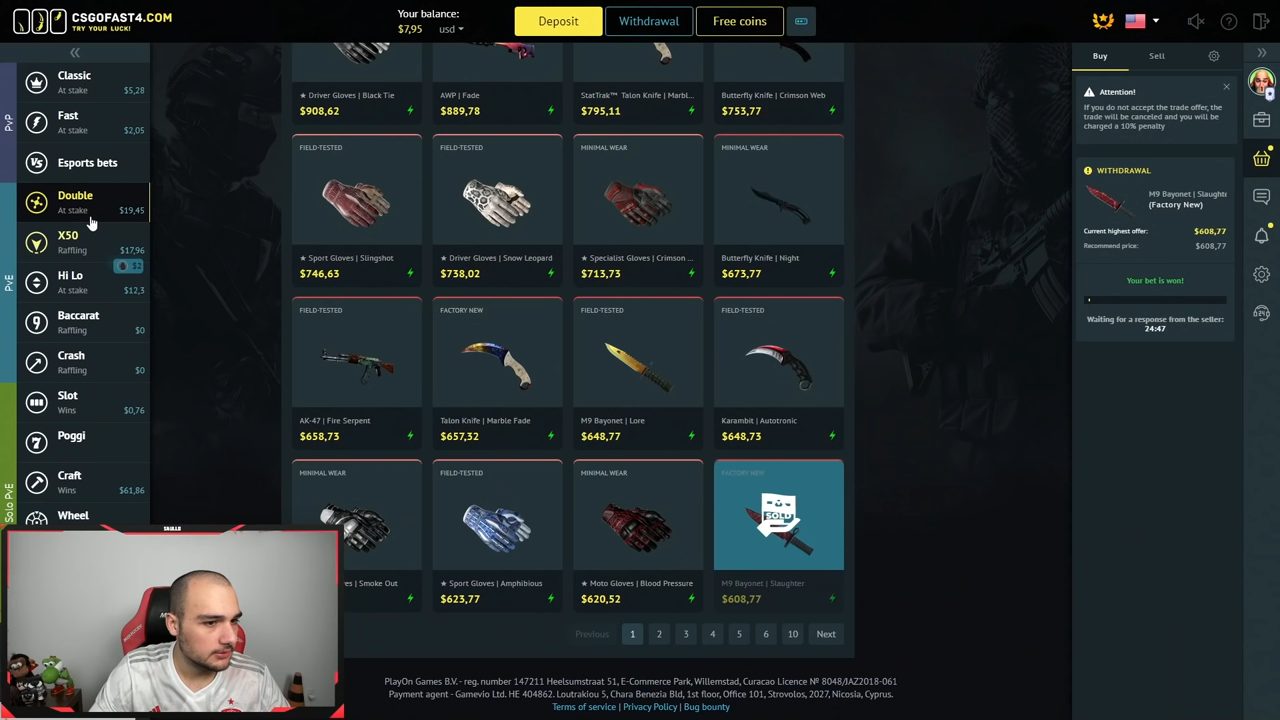 CSGOFAST4.COM
TRY YOUR LUCK!
Your balance:
$7,95 usd
Deposit
Withdrawal
Free coins
PvP
PvE
Solo PvE
Classic
At stake $5,28
Fast
At stake $2,05
Vs Esports bets
Double
At stake $19,45
X50
Raffling $17,96
$2
Hi Lo
At stake $12,3
Baccarat
Raffling $0
Crash
Raffling $0
Slot
Wins $0,76
Poggi
Craft
Wins $61,86
Wheel
★ Driver Gloves | Black Tie
$908,62
AWP | Fade
$889,78
StatTrak™ Talon Knife | Marbl...
$795,11
Butterfly Knife | Crimson Web
$753,77
FIELD-TESTED
★ Sport Gloves | Slingshot
$746,63
FIELD-TESTED
★ Driver Gloves | Snow Leopard
$738,02
MINIMAL WEAR
★ Specialist Gloves | Crimson ...
$713,73
MINIMAL WEAR
Butterfly Knife | Night
$673,77
FIELD-TESTED
AK-47 | Fire Serpent
$658,73
FACTORY NEW
Talon Knife | Marble Fade
$657,32
FIELD-TESTED
M9 Bayonet | Lore
$648,77
FIELD-TESTED
Karambit | Autotronic
$648,73
MINIMAL WEAR
Smoke Out
FIELD-TESTED
★ Sport Gloves | Amphibious
$623,77
MINIMAL WEAR
★ Moto Gloves | Blood Pressure
$620,52
FACTORY NEW
SOLD
M9 Bayonet | Slaughter
$608,77
Previous 1 2 3 4 5 6 10 Next
PlayOn Games B.V.- reg. number 147211 Heelsumstraat 51, E-Commerce Park, Willemstad, Curacao Licence № 8048/JAZ2018-061
Payment agent - Gamevio Ltd. HE 404862. Loutrakiou 5, Chara Benezia Bld, 1st floor, Office 101, Strovolos, 2027, Nicosia, Cyprus.
Terms of service | Privacy Policy | Bug bounty
Buy
Sell
Attention!
If you do not accept the trade offer, the
trade will be canceled and you will be
charged a 10% penalty
WITHDRAWAL
M9 Bayonet | Slaughte
(Factory New)
Current highest offer: $608,77
Recommend price: $608,77
Your bet is won!
Waiting for a response from the seller:
24:47
SAULLO